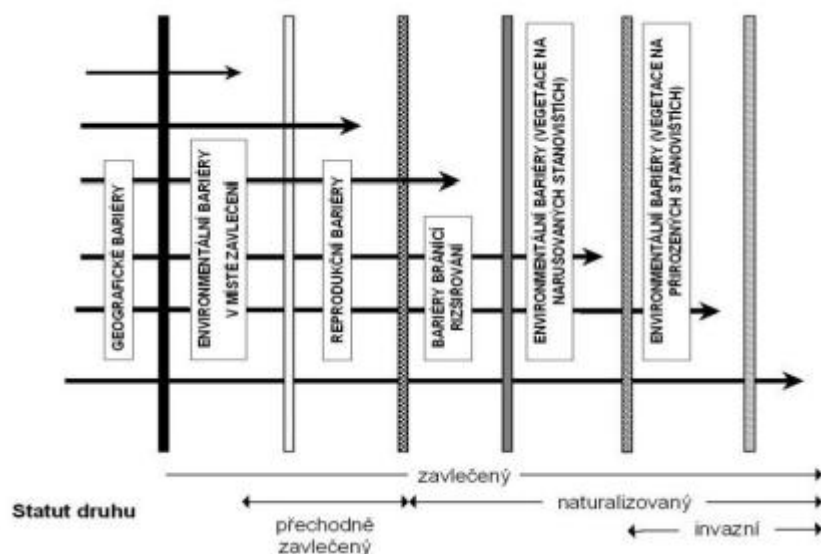 GEOGRAFICKÉ BARIÉRY
ENVIRONMENTÁLNÍ BARIÉRY
V MÍSTĚ ZAVLEČENÍ
REPRODUKČNÍ BARIÉRY
BARIÉRY BRÁNÍCÍ
RIZŠIROVÁNÍ
ENVIRONMENTÁLNÍ BARIÉRY (VEGETACE NA
NARUŠOVANÝCH STANOVIŠTÍCH)
ENVIRONMENTÁLNÍ BARIÉRY (VEGETACE NA
PŘIROZENÝCH STANOVIŠTÍCH)
zavlečený
Statut druhu
přechodně
zavlečený
naturalizovaný
invazní